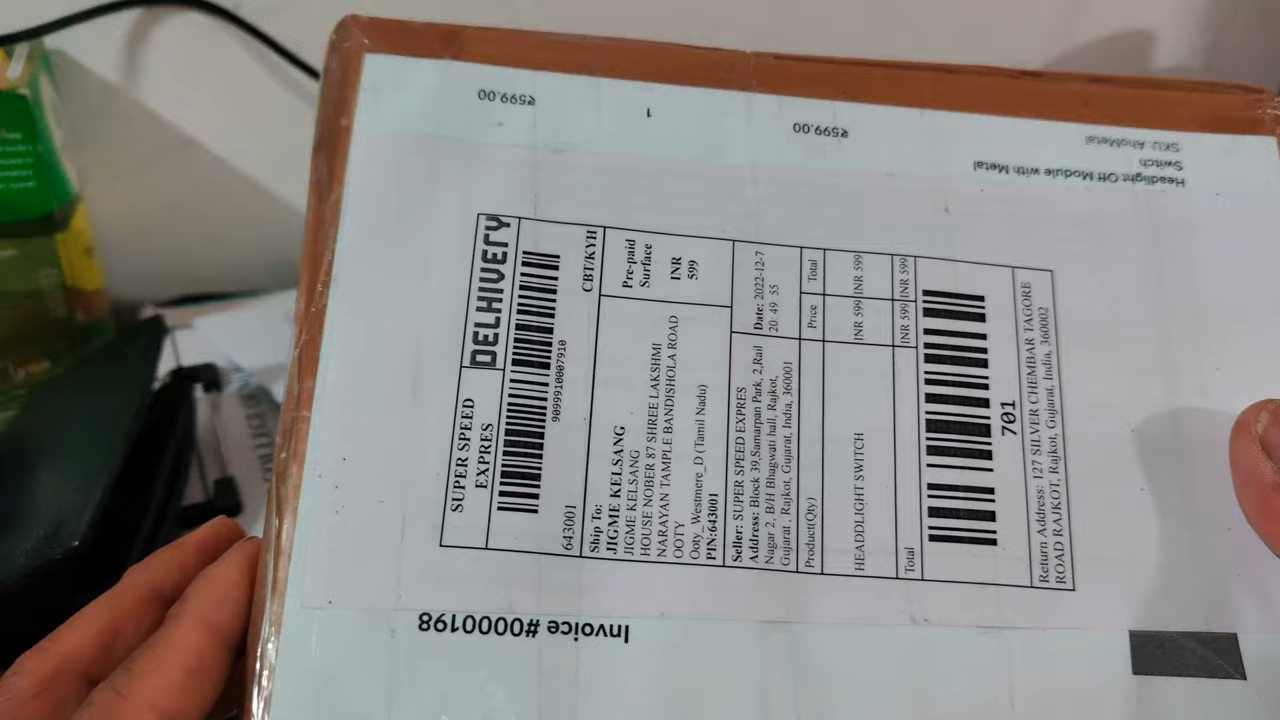 SUPER SPEED
EXPRES
DELHIVERY
9099910007910
643001
CBT/KYH
Ship To:
JIGME KELSANG
JIGME KELSANG
HOUSE NOBER 87 SHREE LAKSHMI
NARAYAN TAMPLE BANDISHOLA ROAD
OOTY
Ooty_Westmere_D (Tamil Nadu)
PIN:643001
Pre-paid
Surface
INR
599
Seller: SUPER SPEED EXPRES
Address: Block 39,Samarpan Park, 2,Rail
Nagar 2, B/H Bhagwati hall, Rajkot,
Gujarat , Rajkot, Gujarat, India, 360001
Date: 2022-12-7
20: 49: 55
Product(Qty) Price Total
HEADDLIGHT SWITCH INR 599 INR 599
Total INR 599 INR 599
701
Return Address: 127 SILVER CHEMBAR TAGORE
ROAD RAJKOT, Rajkot, Gujarat, India, 360002
Invoice #0000198
Headlight Off Module with Metal
Switch
SKU: AhoMetal
₹599.00 1 ₹599.00